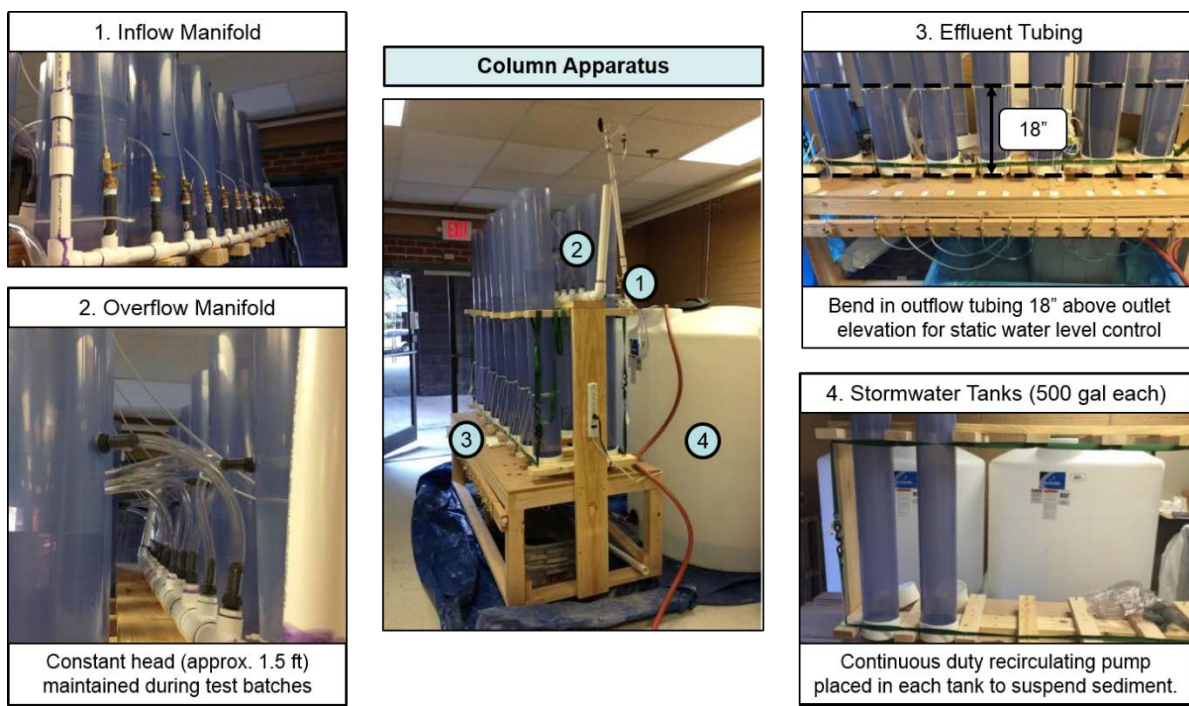 1. Inflow Manifold
2. Overflow Manifold
Constant head (approx. 1.5 ft)
maintained during test batches
Column Apparatus
EXIT
2
1
3
4
3. Effluent Tubing
18”
Bend in outflow tubing 18” above outlet
elevation for static water level control
4. Stormwater Tanks (500 gal each)
Continuous duty recirculating pump
placed in each tank to suspend sediment.